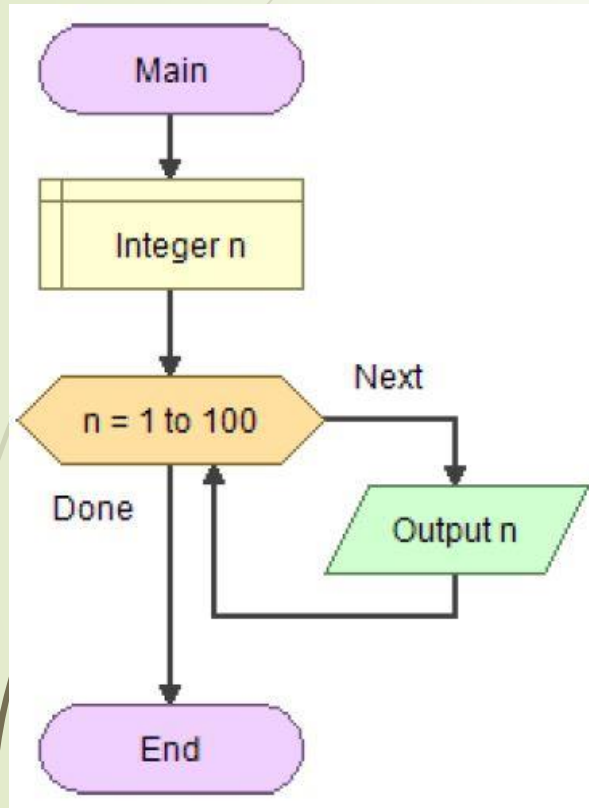 Main
Integer n
n = 1 to 100
Next
Done
Output n
End